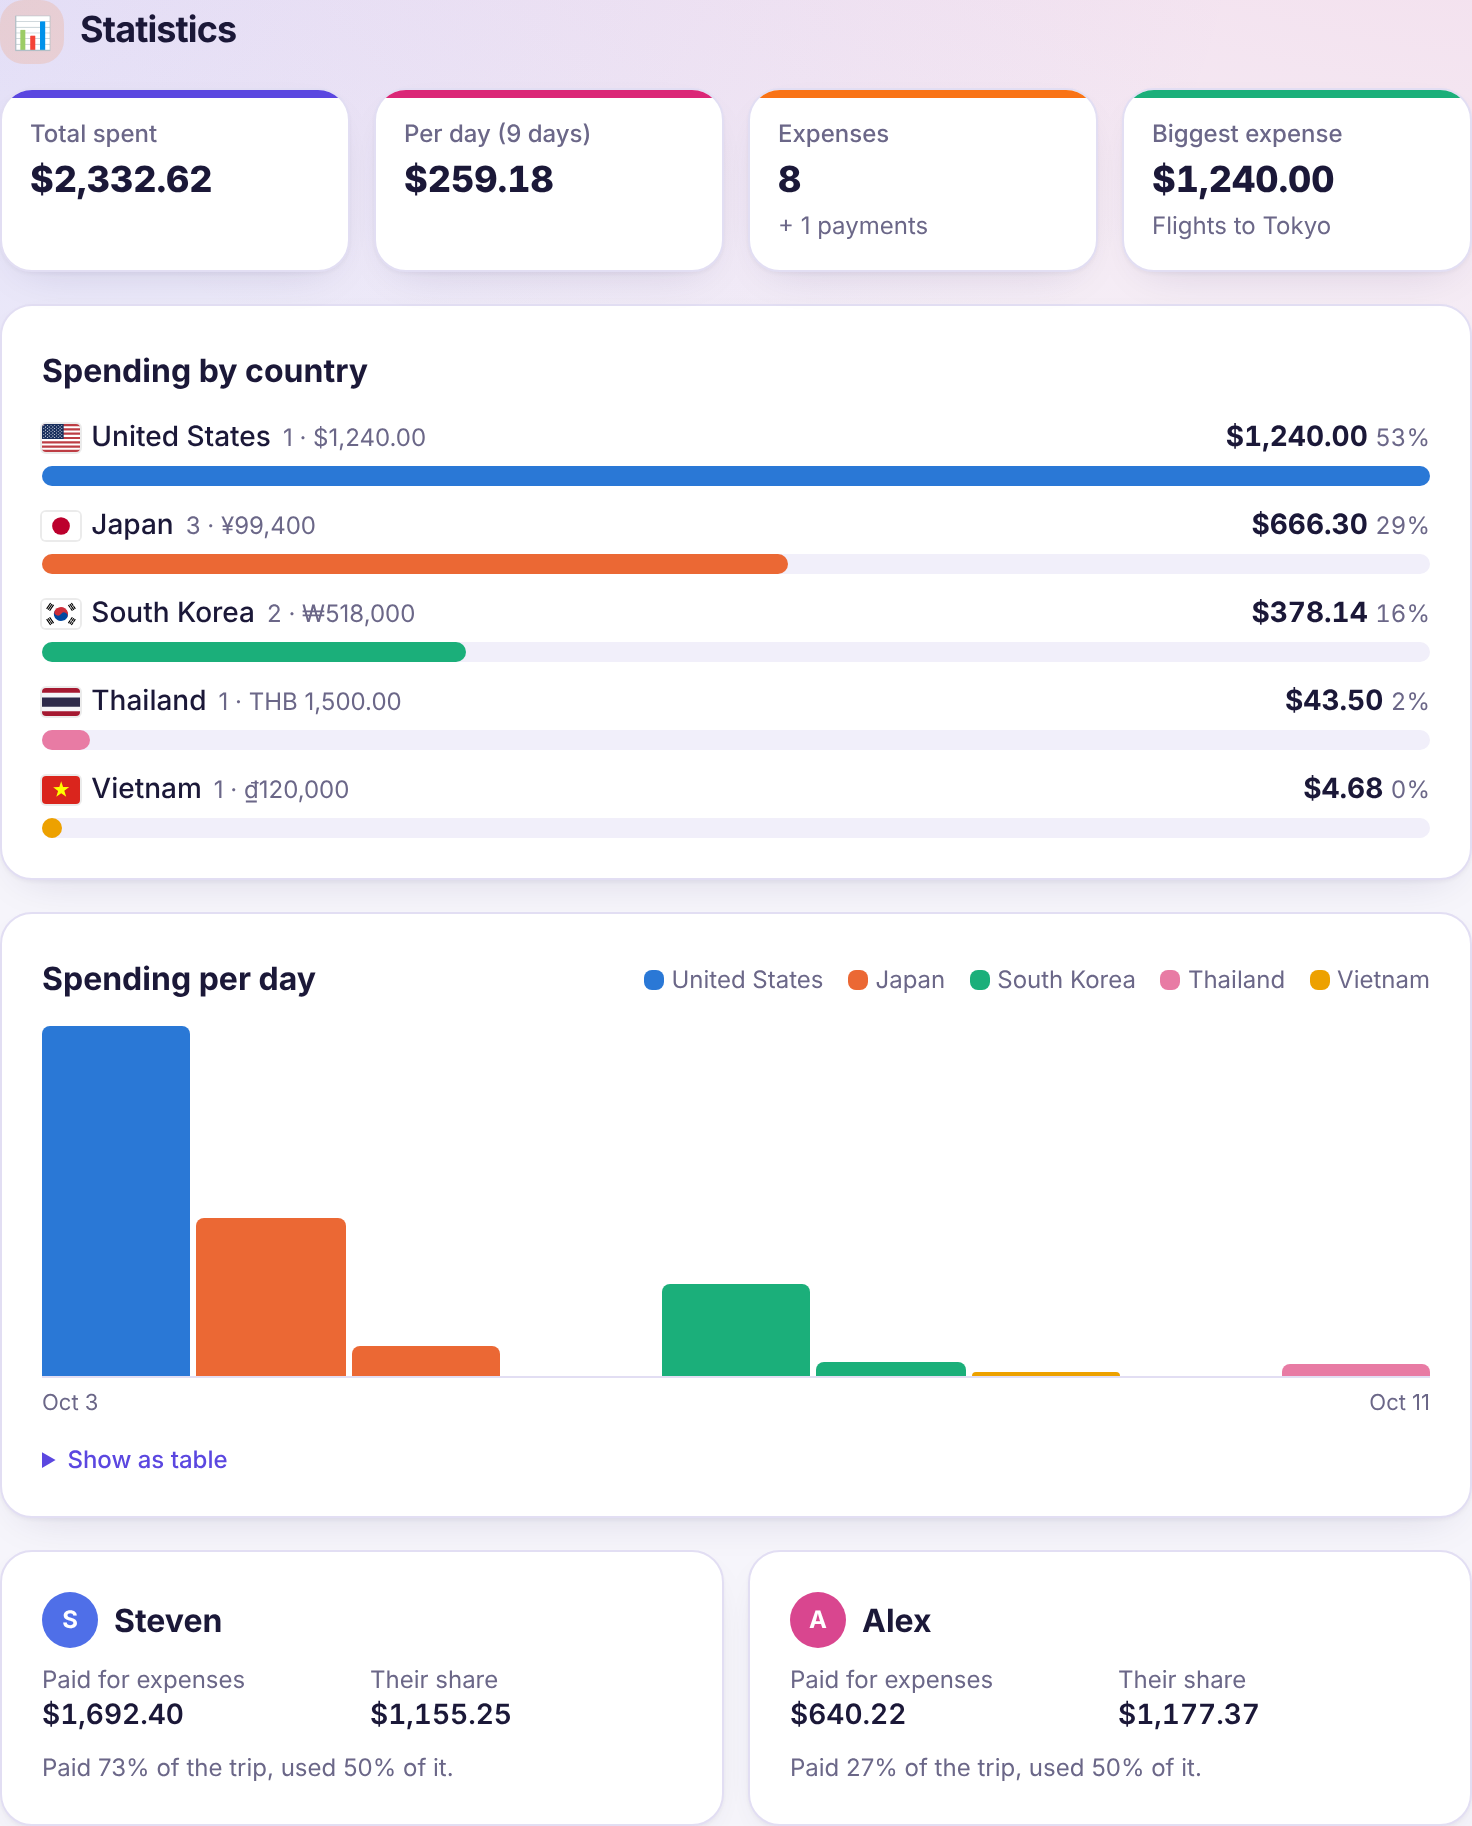 Statistics
Total spent
$2,332.62
Per day (9 days)
$259.18
Expenses
8
+ 1 payments
Biggest expense
$1,240.00
Flights to Tokyo
Spending by country
United States 1 · $1,240.00 $1,240.00 53%
Japan 3 · ¥99,400 $666.30 29%
South Korea 2 · ₩518,000 $378.14 16%
Thailand 1 · THB 1,500.00 $43.50 2%
Vietnam 1 · ₫120,000 $4.68 0%
Spending per day
United States Japan South Korea Thailand Vietnam
Oct 3 Oct 11
Show as table
S Steven
Paid for expenses Their share
$1,692.40 $1,155.25
Paid 73% of the trip, used 50% of it.
A Alex
Paid for expenses Their share
$640.22 $1,177.37
Paid 27% of the trip, used 50% of it.